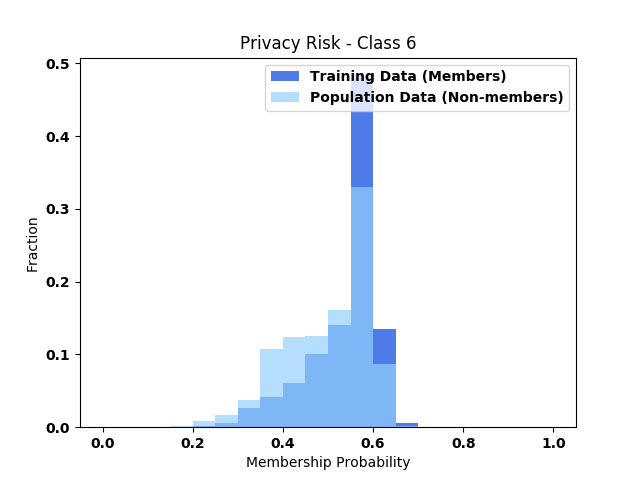 Privacy Risk - Class 6
Training Data (Members)
Population Data (Non-members)
Fraction
0.5
0.4
0.3
0.2
0.1
0.0
0.0 0.2 0.4 0.6 0.8 1.0
Membership Probability